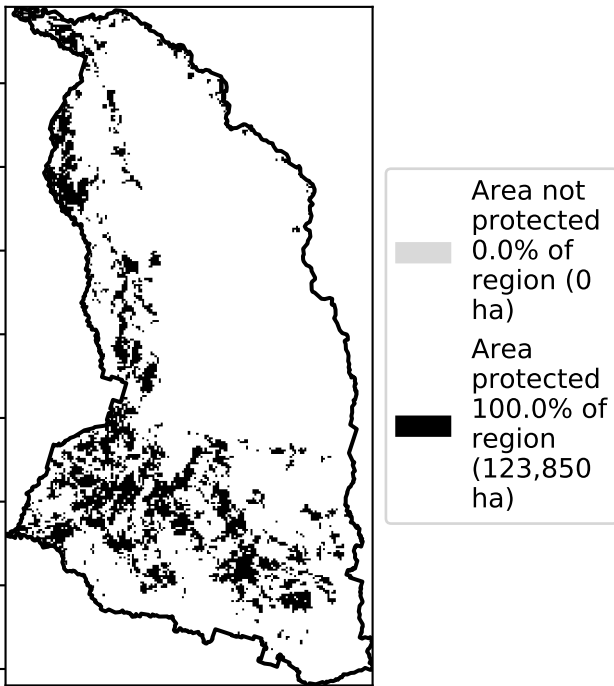 Area not
protected
0.0% of
region (0
ha)
Area
protected
100.0% of
region
(123,850
ha)